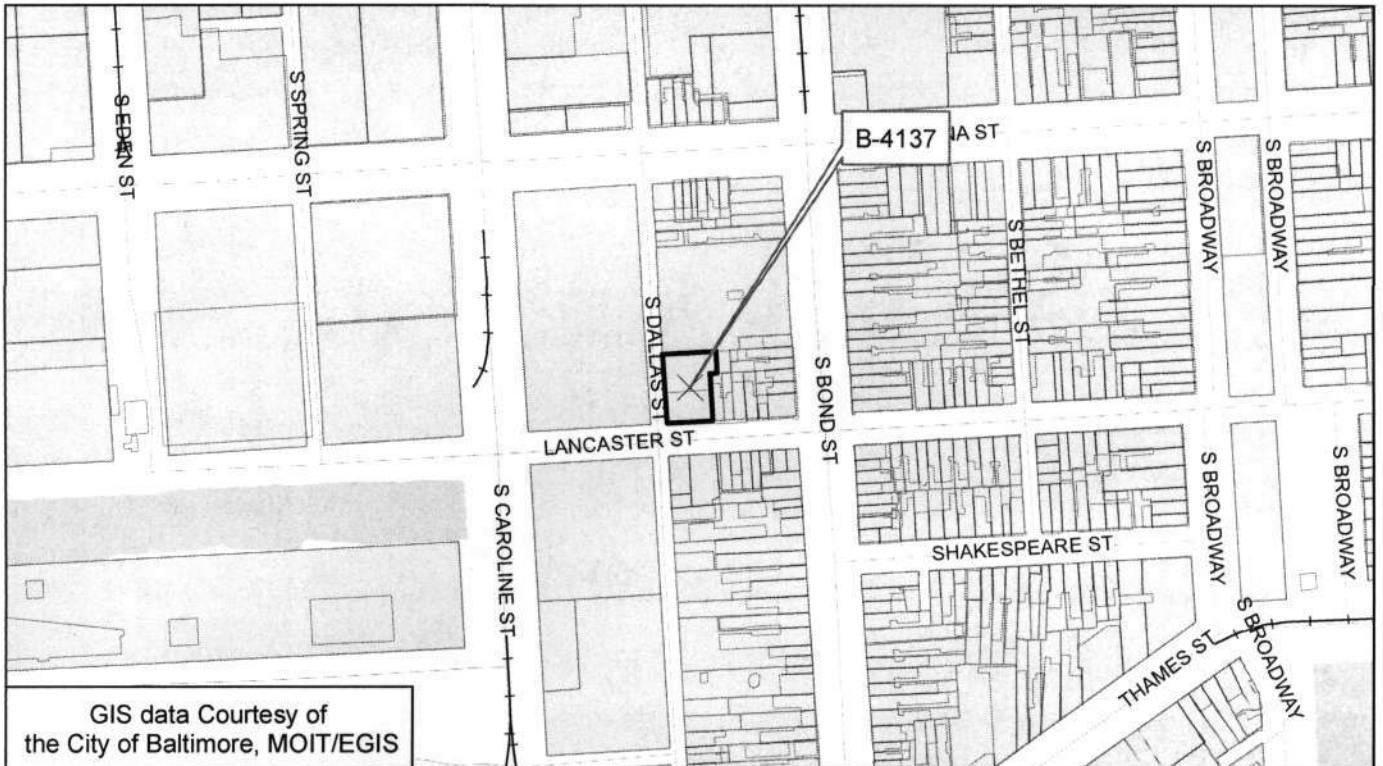 S EDEN ST
S SPRING ST
B-4137
NA ST
S BROADWAY
S BROADWAY
S BETHEL ST
S DALLAS ST
S BOND ST
LANCASTER ST
S CAROLINE ST
S BROADWAY
S BROADWAY
SHAKESPEARE ST
THAMES ST
S BROADWAY
GIS data Courtesy of
the City of Baltimore, MOIT/EGIS